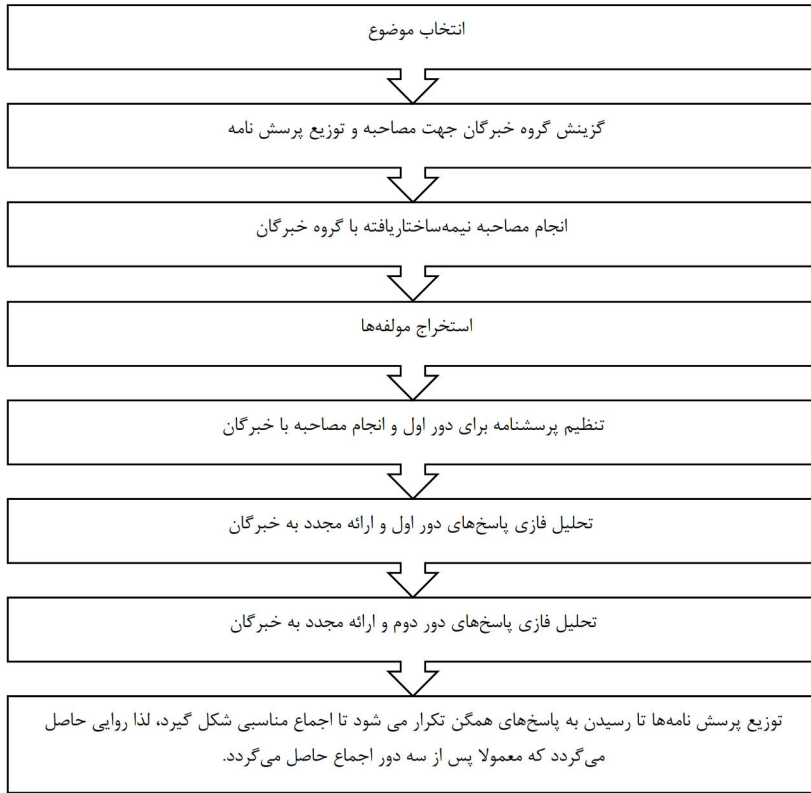 انتخاب موضوع
گزینش گروه خبرگان جهت مصاحبه و توزیع پرسش نامه
انجام مصاحبه نیمه‌ساختاریافته با گروه خبرگان
استخراج مولفه‌ها
تنظیم پرسشنامه برای دور اول و انجام مصاحبه با خبرگان
تحلیل فازی پاسخ‌های دور اول و ارائه مجدد به خبرگان
تحلیل فازی پاسخ‌های دور دوم و ارائه مجدد به خبرگان
توزیع پرسش نامه‌ها تا رسیدن به پاسخ‌های همگن تکرار می شود تا اجماع مناسبی شکل گیرد، لذا روایی حاصل
می‌گردد که معمولا پس از سه دور اجماع حاصل می‌گردد.